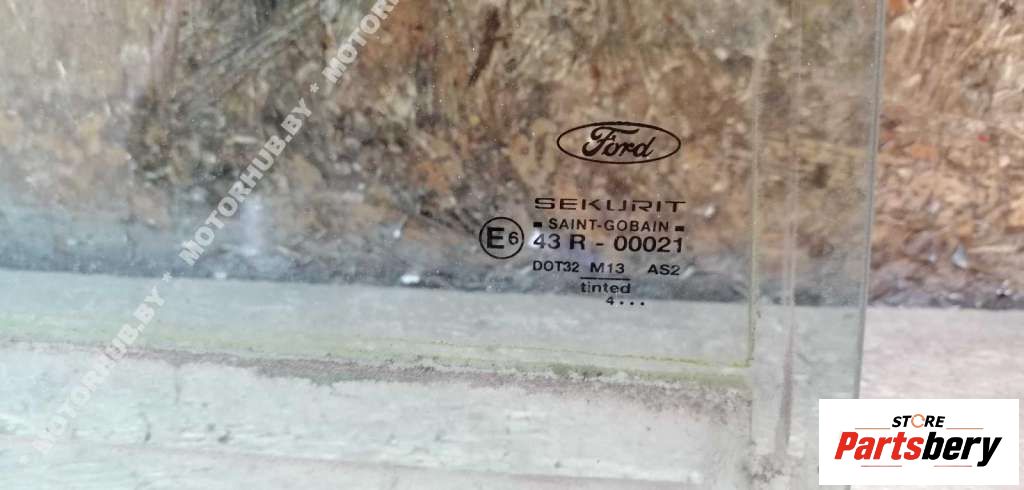 MOTORHUB.BY * MOTORHUB.BY * MOTORHUB.BY
Ford
SEKURIT
SAINT-GOBAIN
E6 43 R - 00021
DOT32 M13 AS2
tinted
4...
STORE
Partsbery